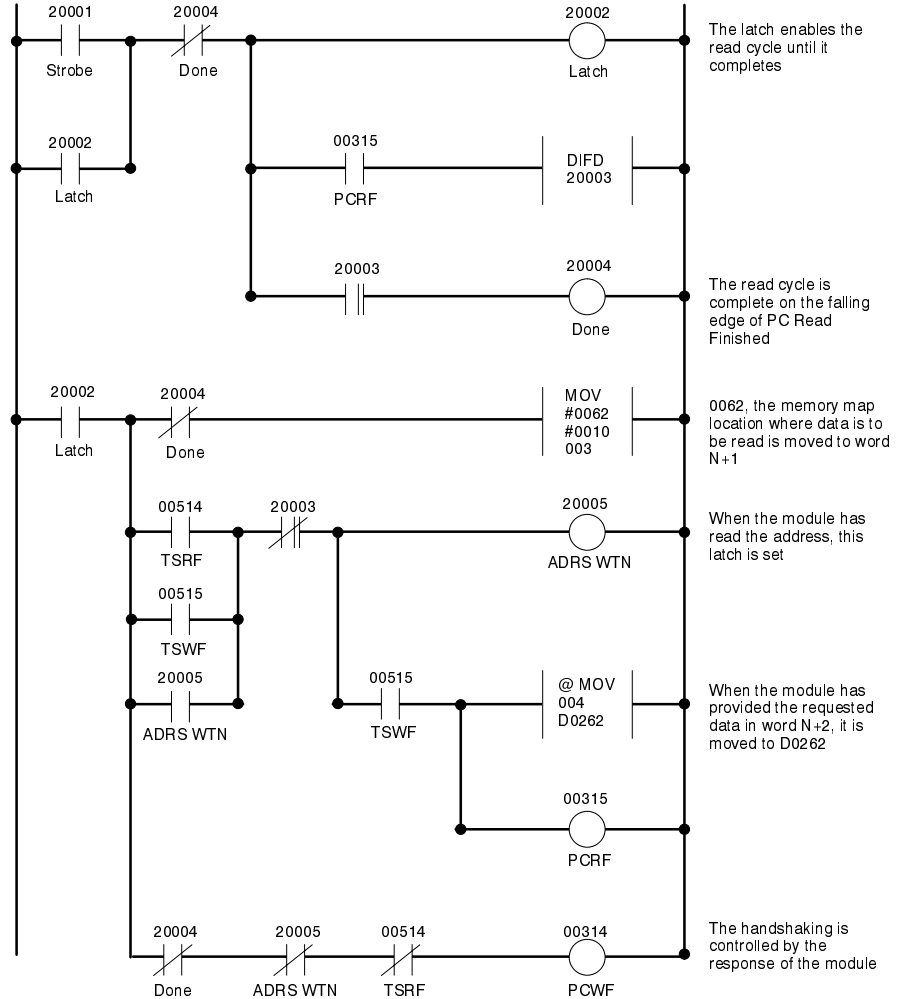 20001
20004
20002
Strobe
Done
Latch
The latch enables the
read cycle until it
completes
20002
Latch
00315
PCRF
DIFD
20003
20003
20004
Done
The read cycle is
complete on the falling
edge of PC Read
Finished
20002
Latch
20004
Done
MOV
#0062
#0010
003
0062, the memory map
location where data is to
be read is moved to word
N+1
00514
TSRF
20003
20005
ADRS WTN
When the module has
read the address, this
latch is set
00515
TSWF
20005
ADRS WTN
00515
TSWF
@ MOV
004
D0262
When the module has
provided the requested
data in word N+2, it is
moved to D0262
00315
PCRF
20004
Done
20005
ADRS WTN
00514
TSRF
00314
PCWF
The handshaking is
controlled by the
response of the module